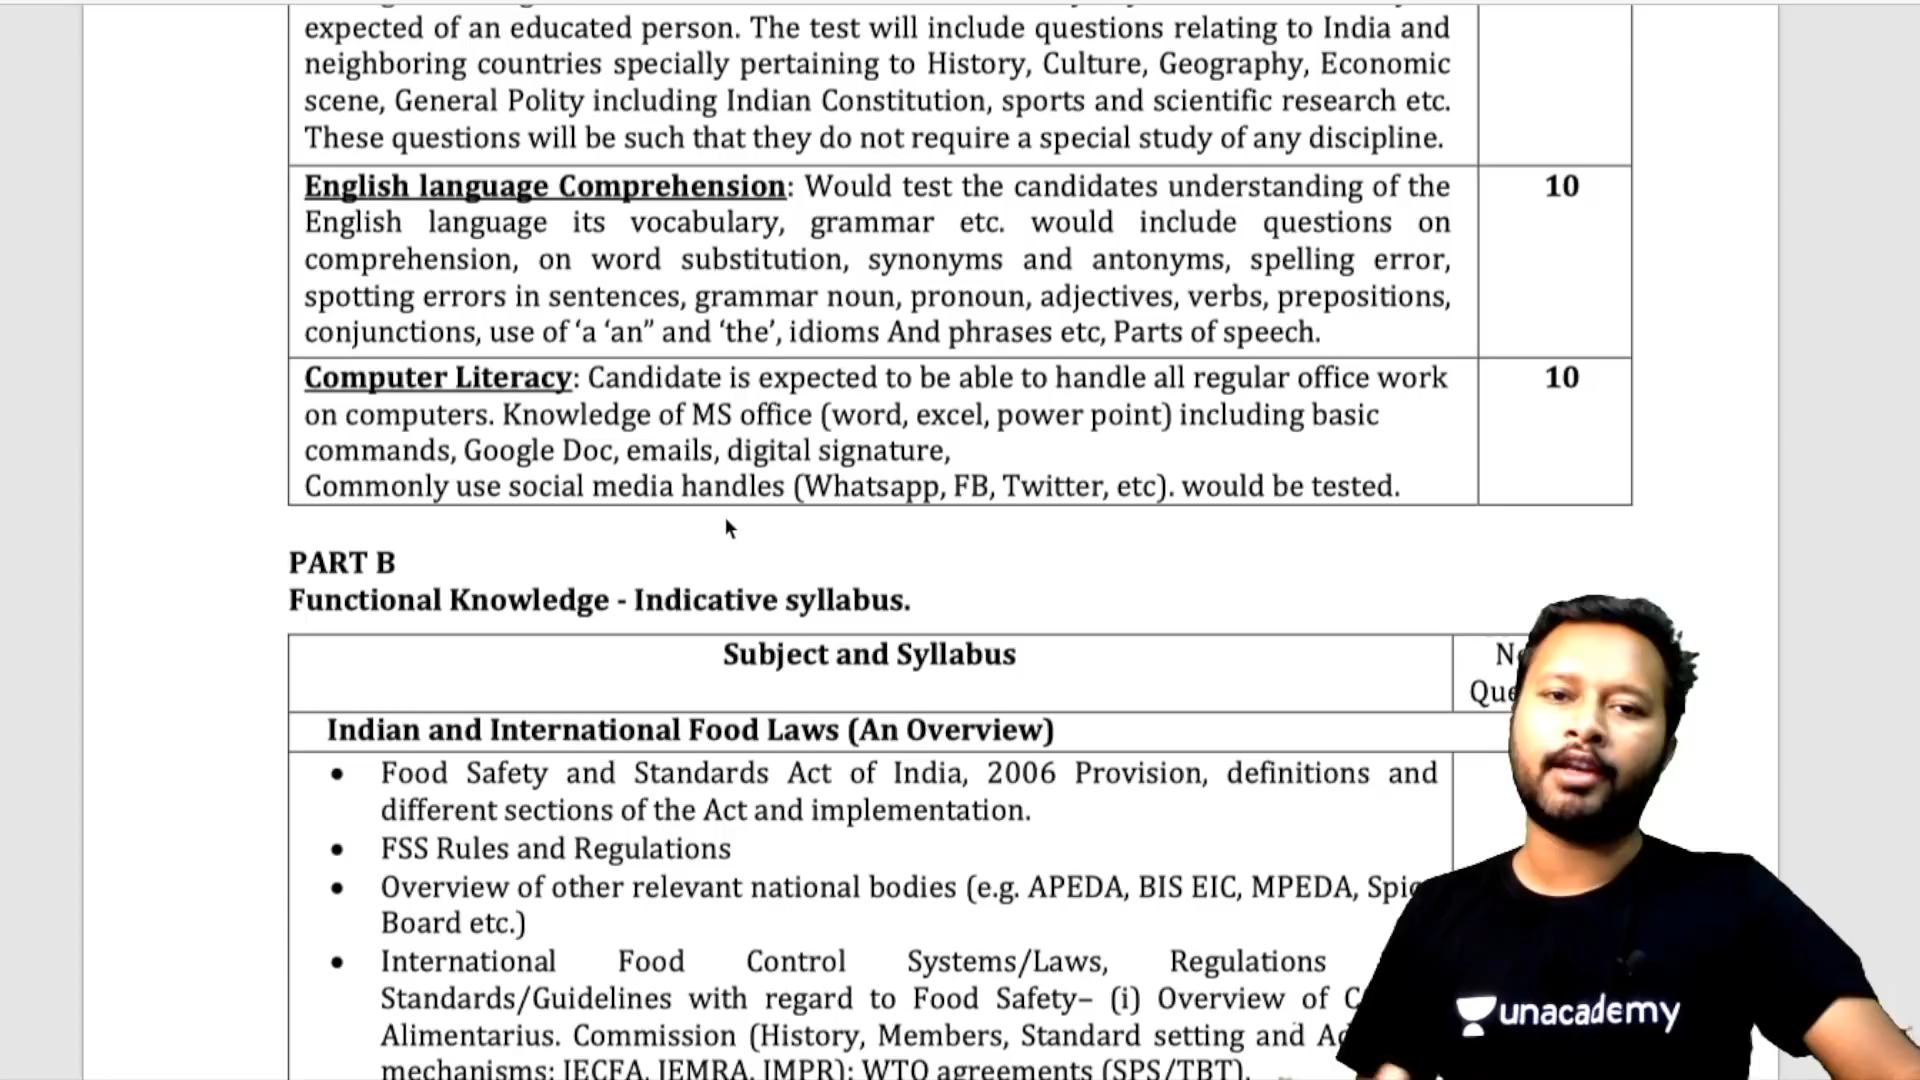 expected of an educated person. The test will include questions relating to India and
neighboring countries specially pertaining to History, Culture, Geography, Economic
scene, General Polity including Indian Constitution, sports and scientific research etc.
These questions will be such that they do not require a special study of any discipline.
English language Comprehension: Would test the candidates understanding of the 10
English language its vocabulary, grammar etc. would include questions on
comprehension, on word substitution, synonyms and antonyms, spelling error,
spotting errors in sentences, grammar noun, pronoun, adjectives, verbs, prepositions,
conjunctions, use of ‘a ‘an” and ‘the’, idioms And phrases etc, Parts of speech.
Computer Literacy: Candidate is expected to be able to handle all regular office work 10
on computers. Knowledge of MS office (word, excel, power point) including basic
commands, Google Doc, emails, digital signature,
Commonly use social media handles (Whatsapp, FB, Twitter, etc). would be tested.
PART B
Functional Knowledge - Indicative syllabus.
Subject and Syllabus
Indian and International Food Laws (An Overview)
• Food Safety and Standards Act of India, 2006 Provision, definitions and
different sections of the Act and implementation.
• FSS Rules and Regulations
• Overview of other relevant national bodies (e.g. APEDA, BIS EIC, MPEDA,
Board etc.)
• International Food Control Systems/Laws, Regulations
Standards/Guidelines with regard to Food Safety– (i) Overview of
Alimentarius. Commission (History, Members, Standard setting and
mechanisms; JECFA, JEMRA, JMPR); WTO agreements (SPS/TBT),
unacademy